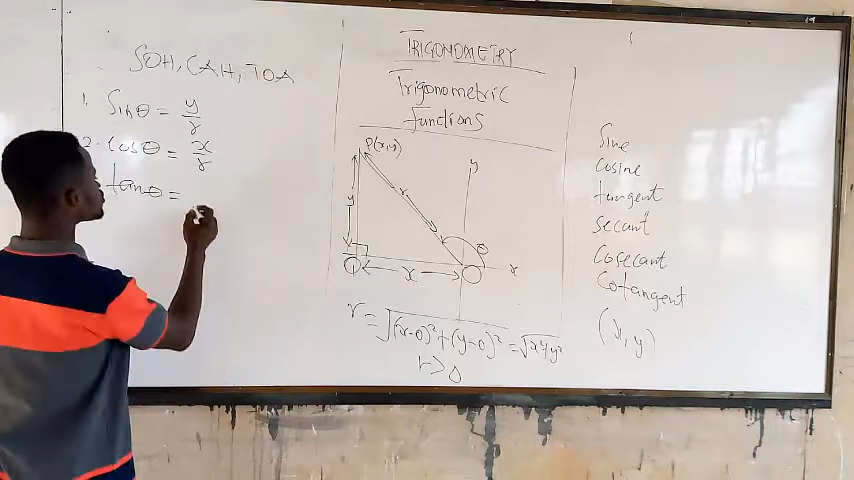 SOH, CAH, TOA
1. Sinθ = y/r
2. Cosθ = x/r
tanθ =
TRIGONOMETRY
Trigonometric
functions
P(x,y)
y
r
y
θ
x
x
r = √(x-0)²+(y-0)² = √x²+y²
r>0
Sine
Cosine
tangent
secant
Cosecant
Cotangent
(x,y)